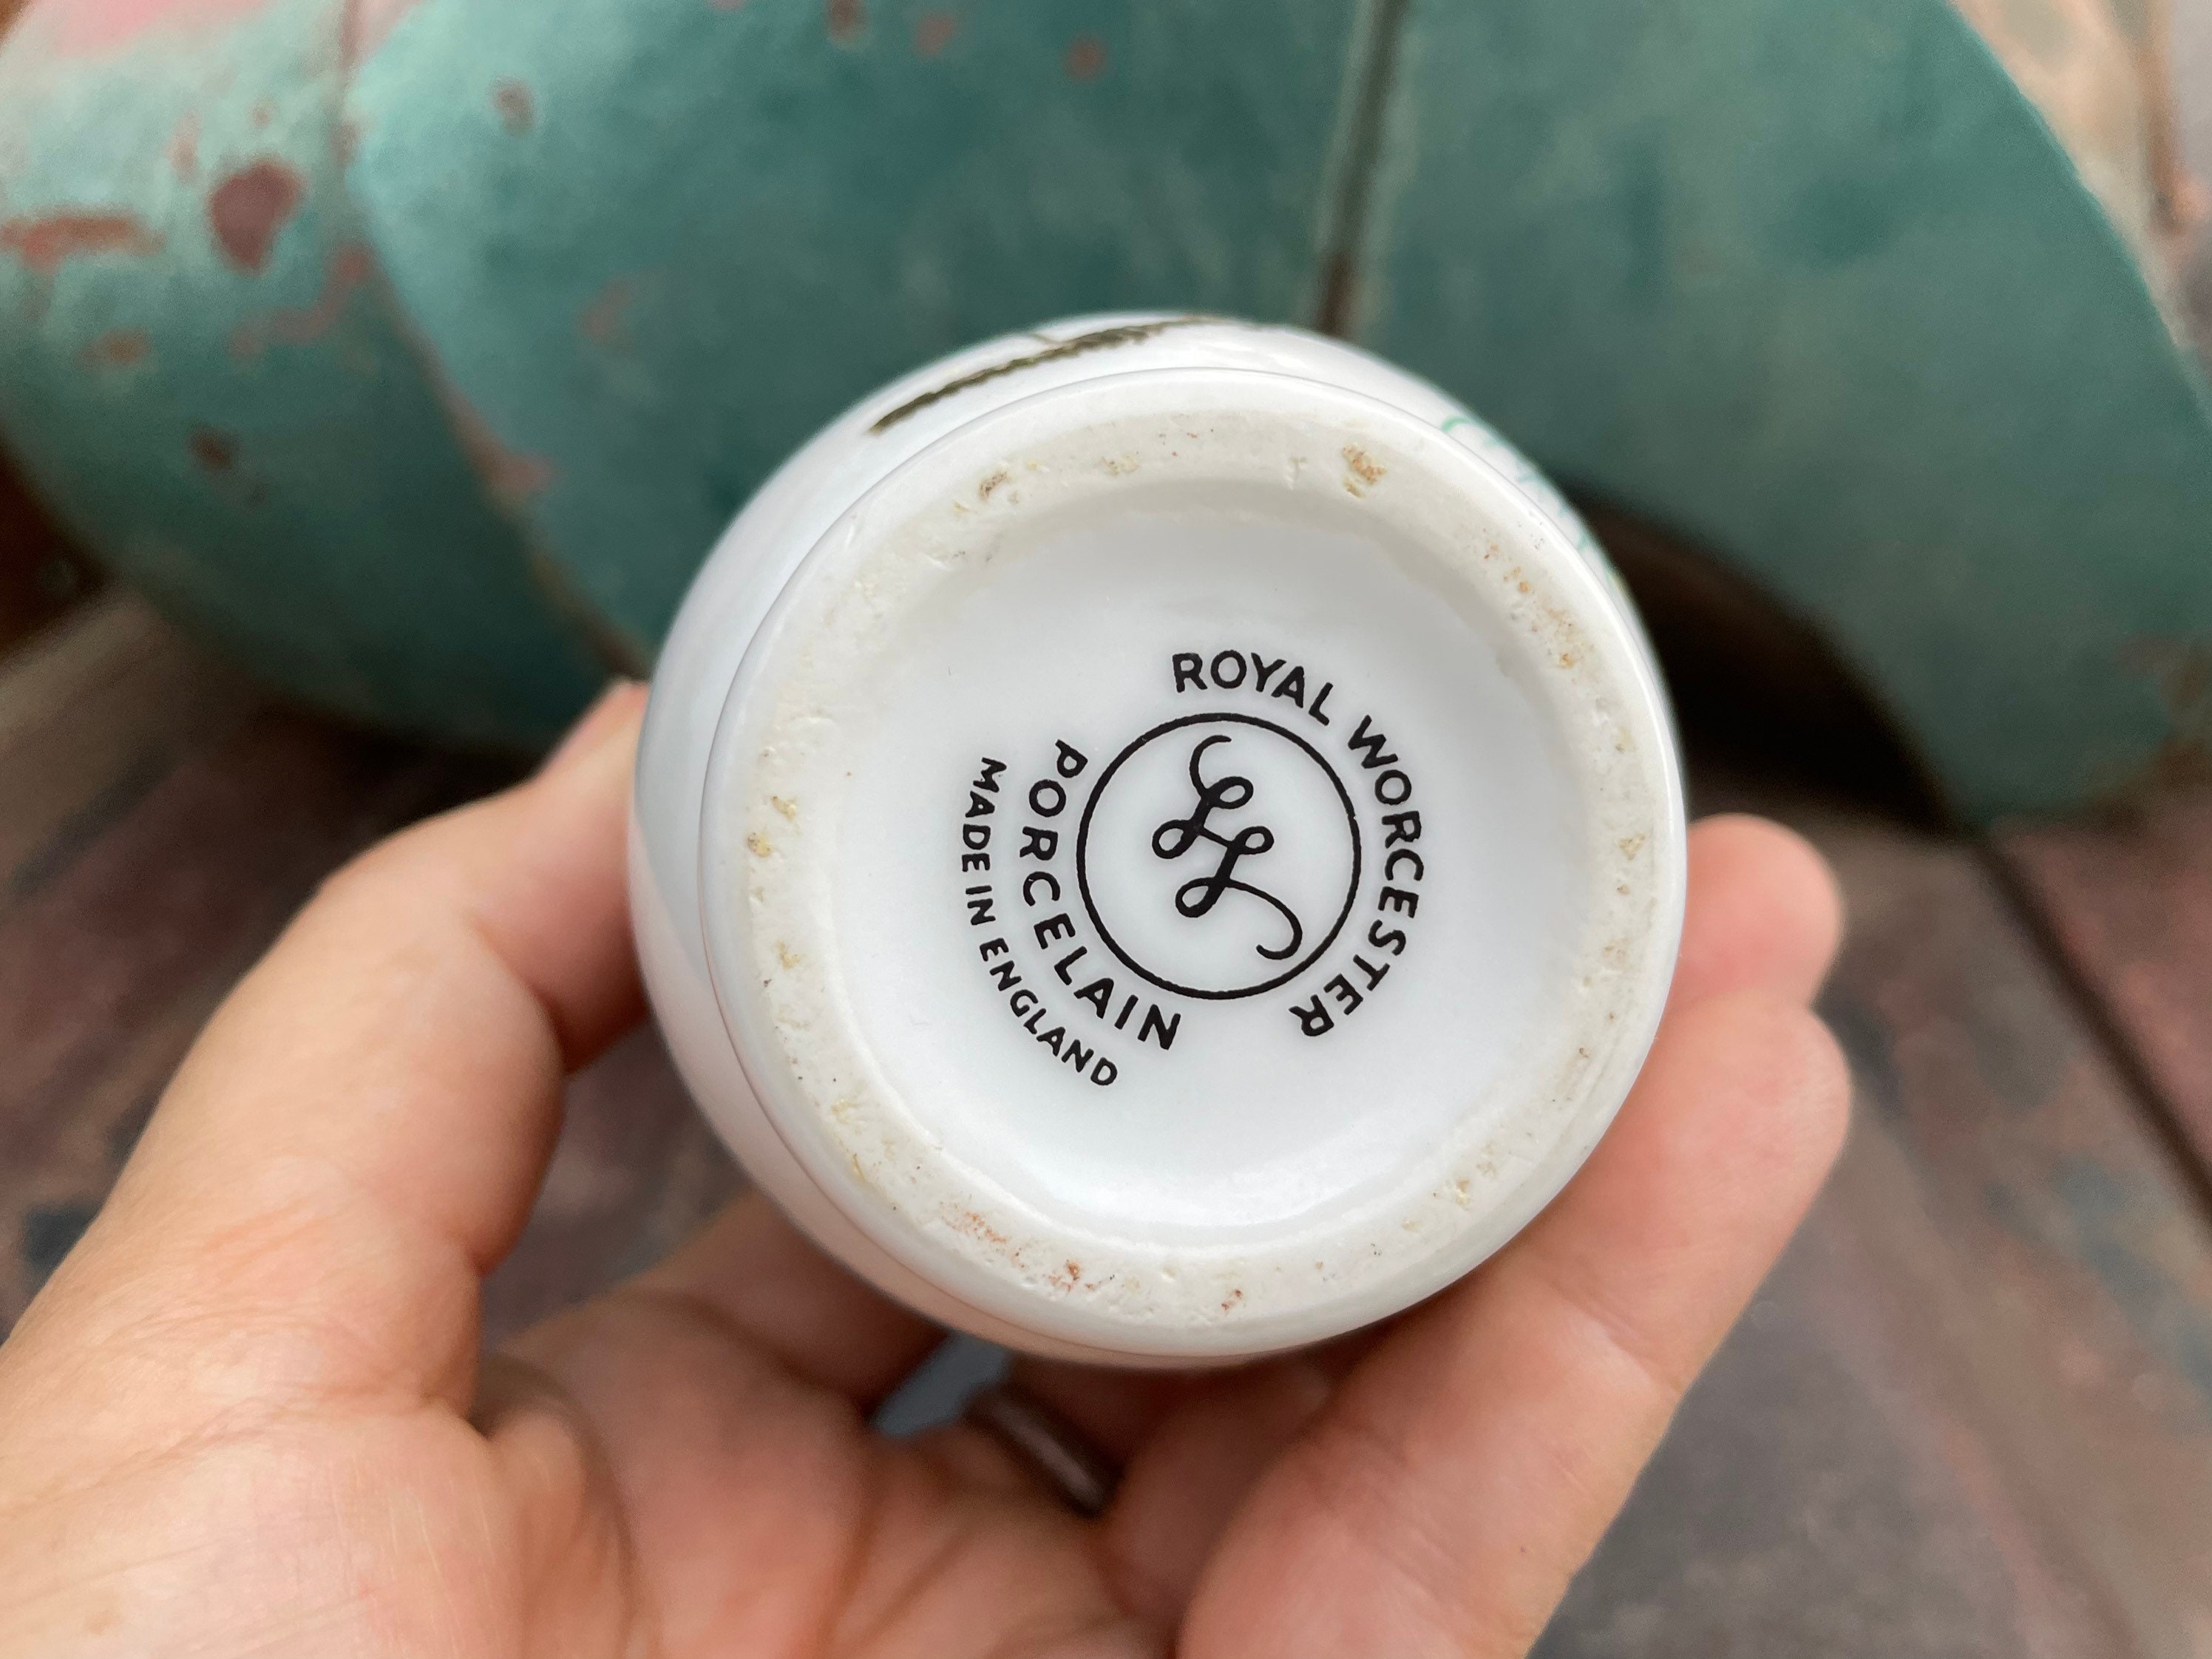 ROYAL WORCESTER
PORCELAIN
MADE IN ENGLAND